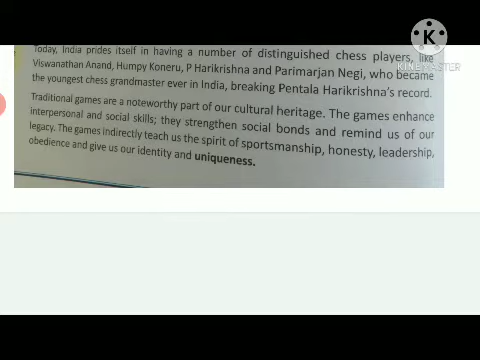 Today, India prides itself in having a number of distinguished chess players, like
Viswanathan Anand, Humpy Koneru, P Harikrishna and Parimarjan Negi, who became
the youngest chess grandmaster ever in India, breaking Pentala Harikrishna's record.
Traditional games are a noteworthy part of our cultural heritage. The games enhance
interpersonal and social skills; they strengthen social bonds and remind us of our
legacy. The games indirectly teach us the spirit of sportsmanship, honesty, leadership,
obedience and give us our identity and uniqueness.
K
KINEMASTER